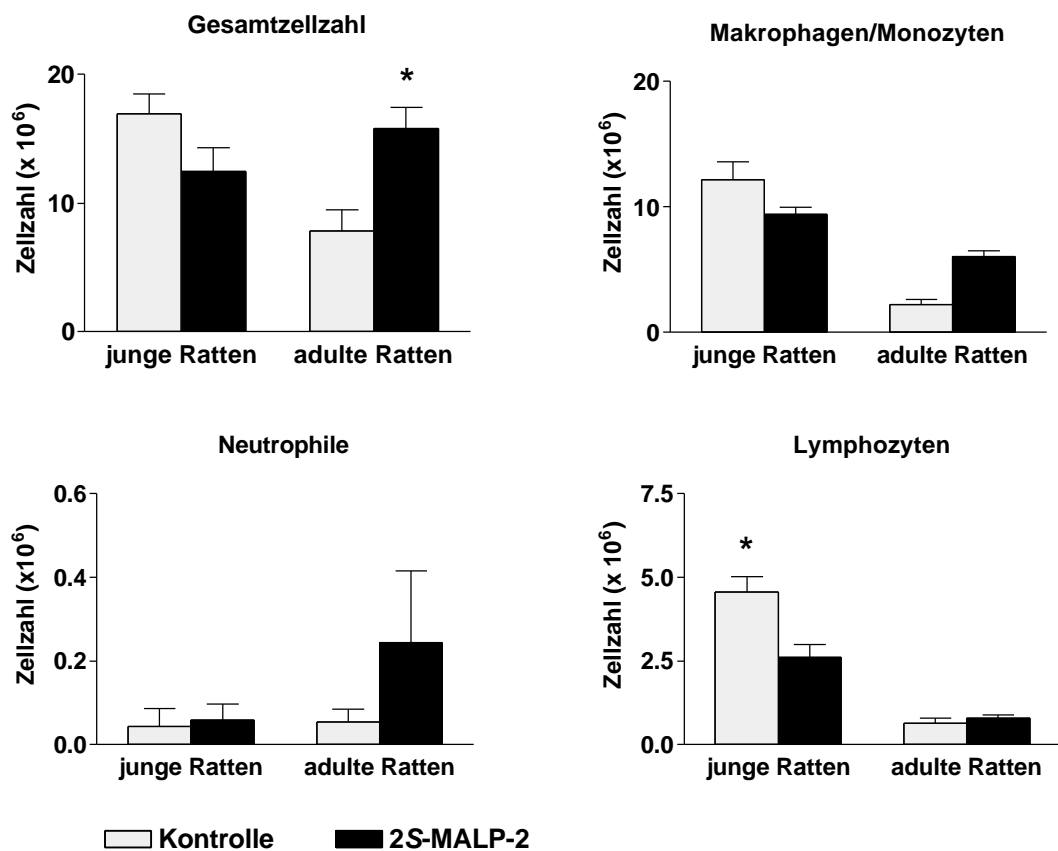 Gesamtzellzahl
Zellzahl (x 10⁶)
20
10
0
*
junge Ratten
adulte Ratten
Makrophagen/Monozyten
Zellzahl (x10⁶)
20
10
0
junge Ratten
adulte Ratten
Neutrophile
Zellzahl (x10⁶)
0.6
0.4
0.2
0.0
junge Ratten
adulte Ratten
Lymphozyten
Zellzahl (x 10⁶)
7.5
5.0
2.5
0.0
*
junge Ratten
adulte Ratten
Kontrolle
2S-MALP-2